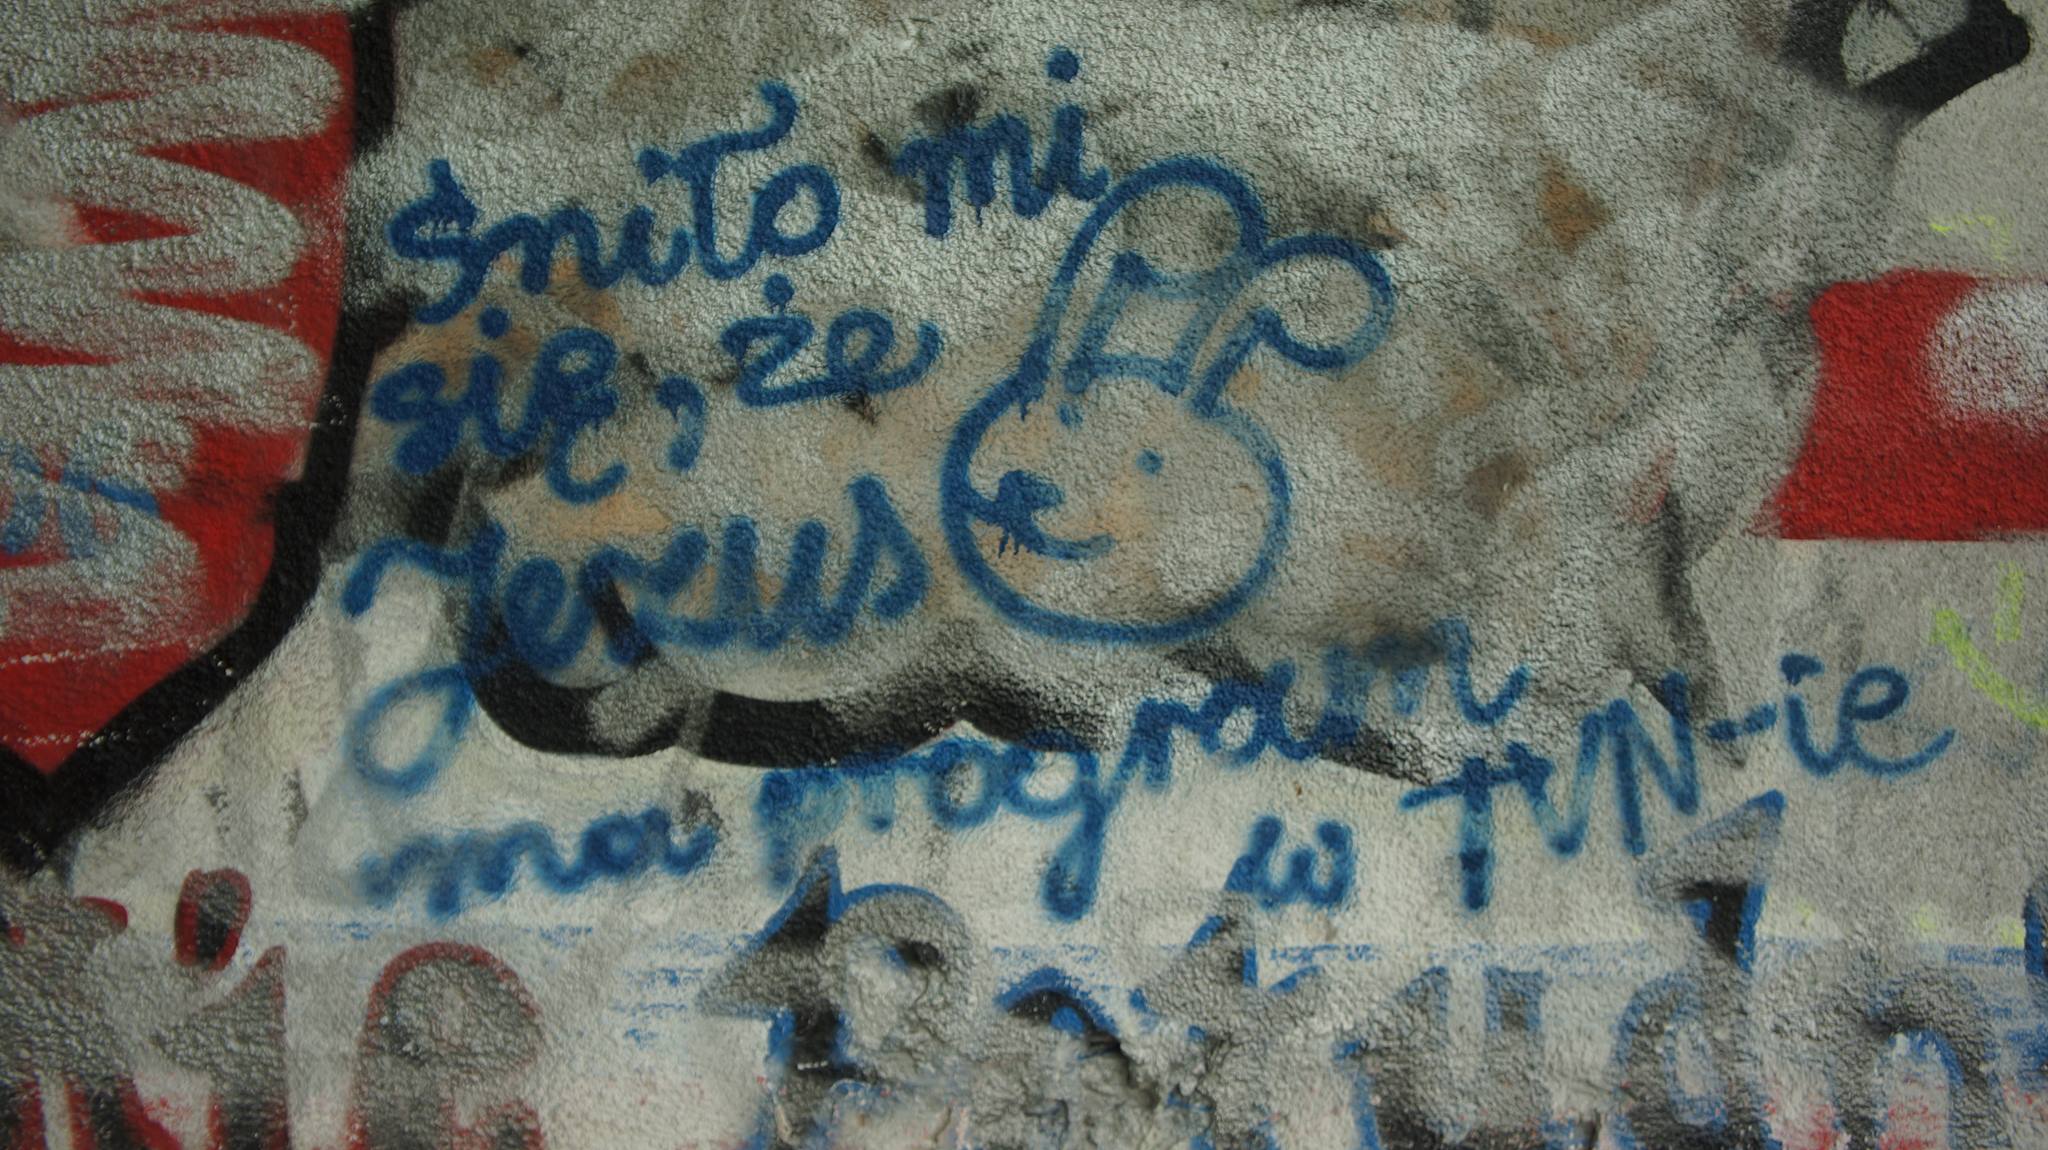 Śniło mi
się, że
Jezus
ma program
w TVN-ie